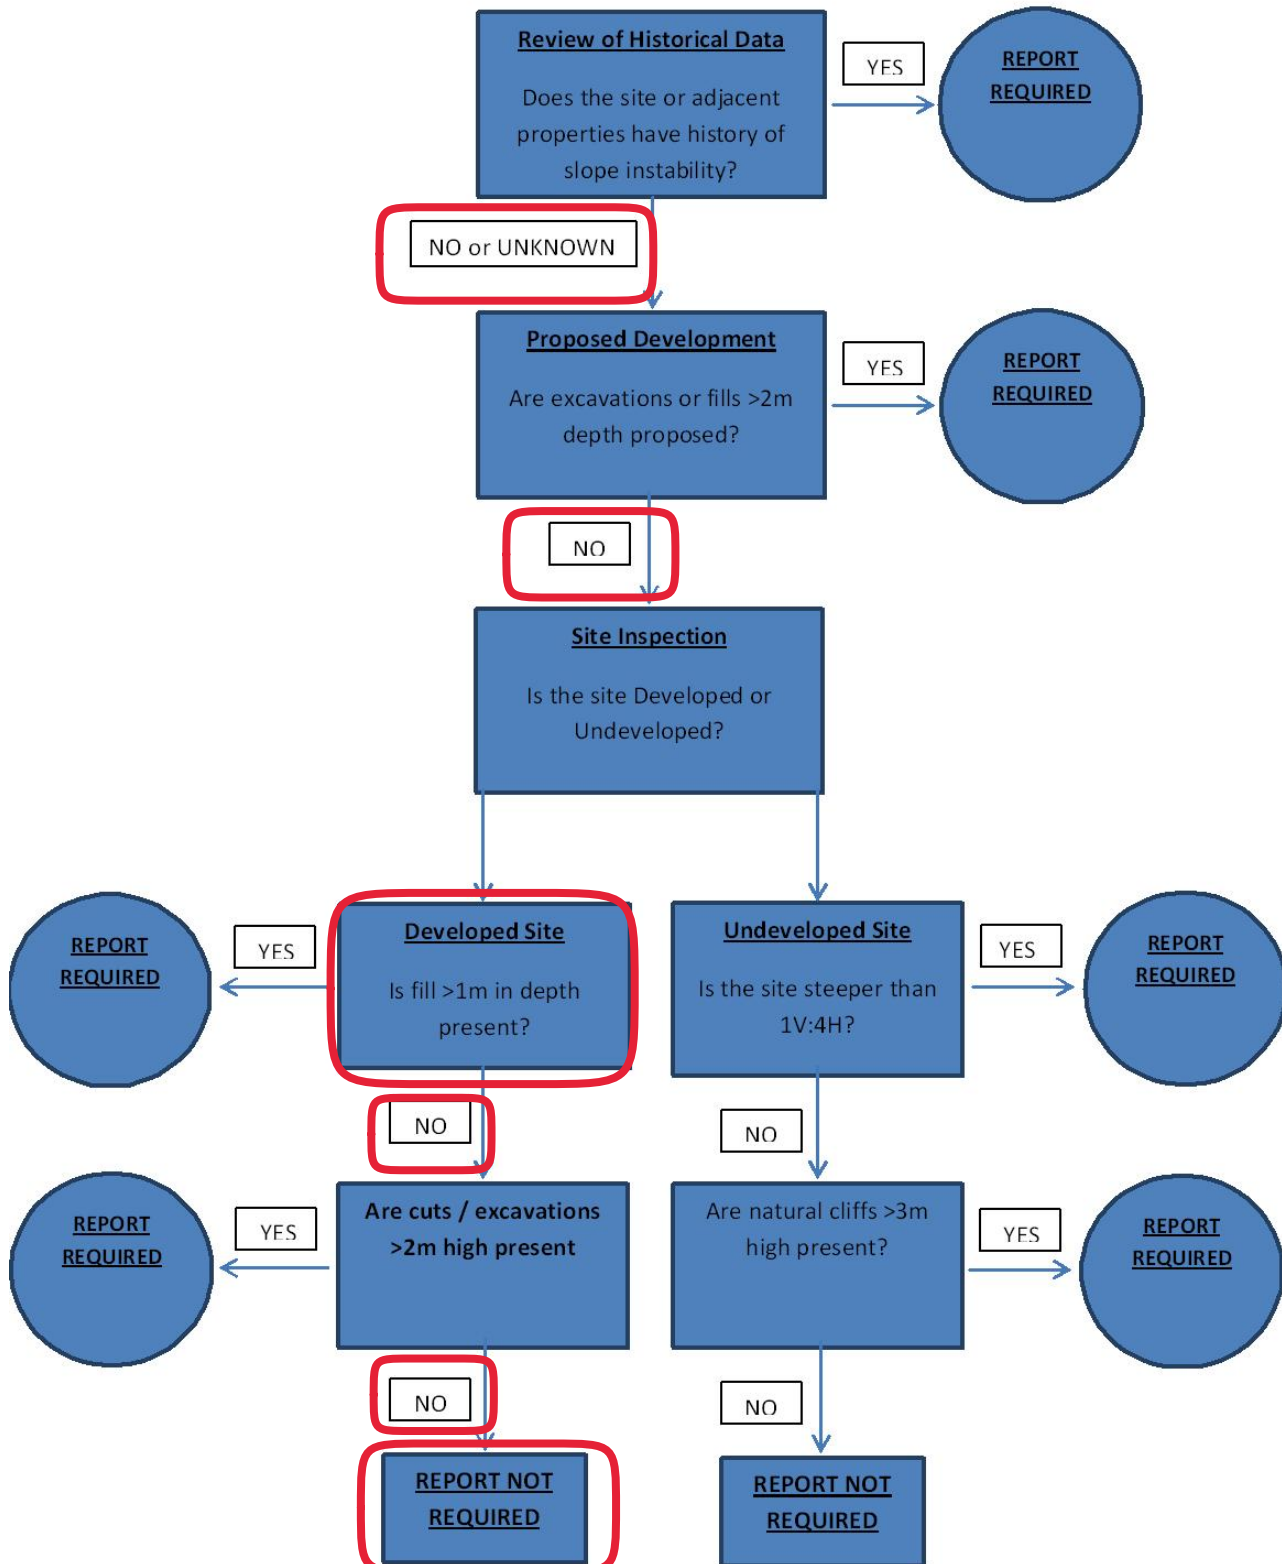 Review of Historical Data
Does the site or adjacent
properties have history of
slope instability?
YES
REPORT
REQUIRED
NO or UNKNOWN
Proposed Development
Are excavations or fills >2m
depth proposed?
YES
REPORT
REQUIRED
NO
Site Inspection
Is the site Developed or
Undeveloped?
REPORT
REQUIRED
YES
Developed Site
Is fill >1m in depth
present?
Undeveloped Site
Is the site steeper than
1V:4H?
YES
REPORT
REQUIRED
NO
NO
REPORT
REQUIRED
YES
Are cuts / excavations
>2m high present
Are natural cliffs >3m
high present?
YES
REPORT
REQUIRED
NO
NO
REPORT NOT
REQUIRED
REPORT NOT
REQUIRED